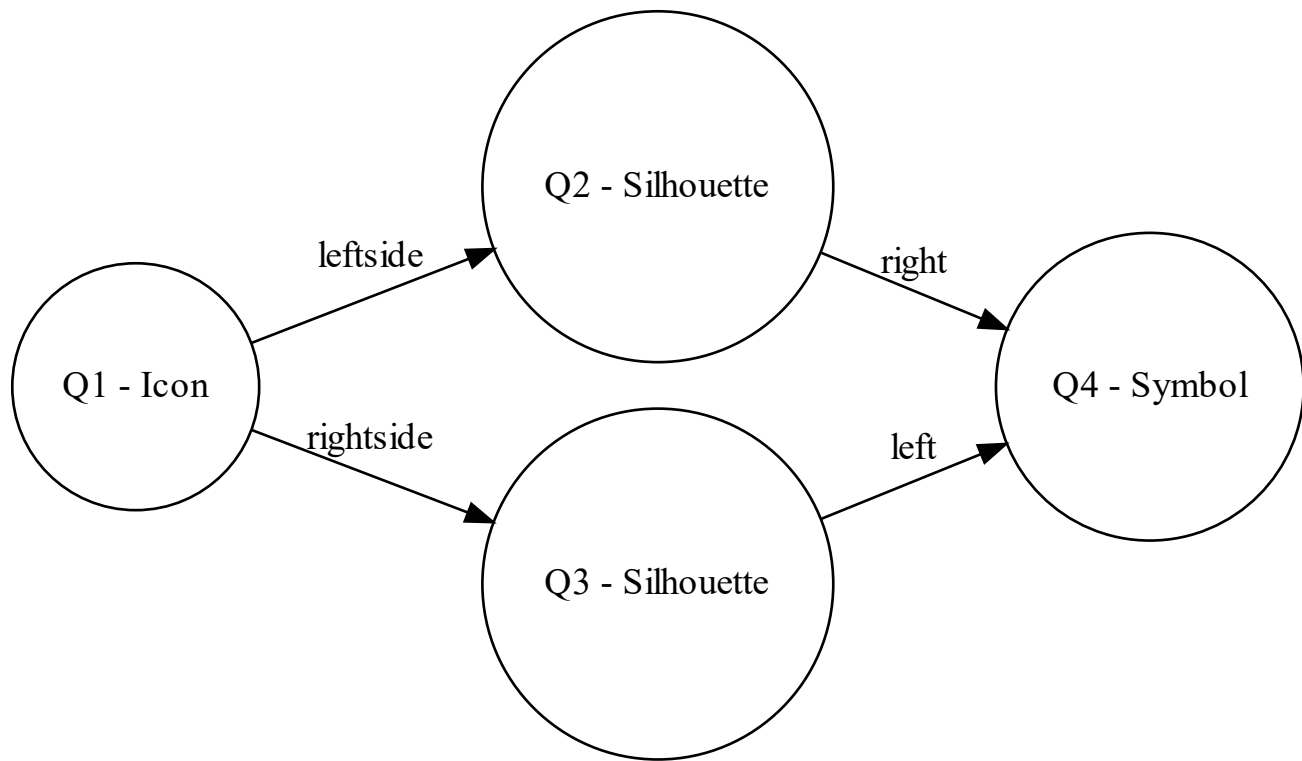 Q2 - Silhouette
leftside
right
Q1 - Icon
Q4 - Symbol
rightside
left
Q3 - Silhouette